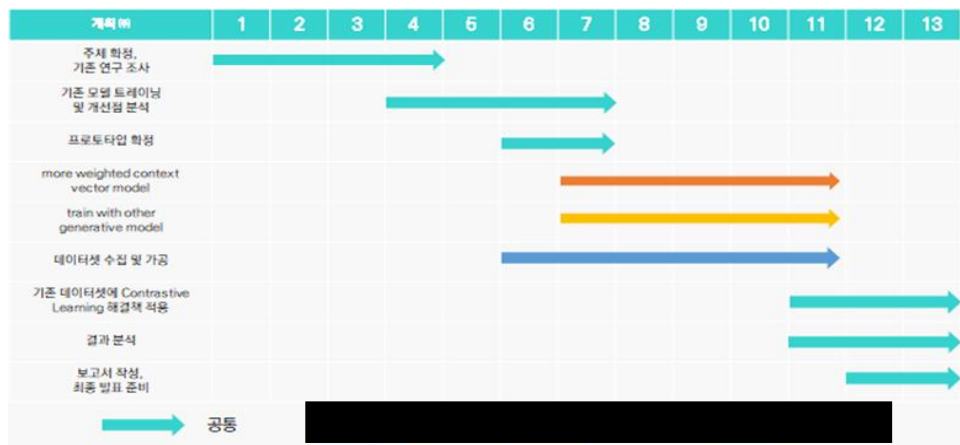 계획㈜ 1 2 3 4 5 6 7 8 9 10 11 12 13
주제 확정,
기존 연구 조사
기존 모델 트레이닝
및 개선점 분석
프로토타입 확정
more weighted context
vector model
train with other
generative model
데이터셋 수집 및 가공
기존 데이터셋에 Contrastive
Learning 해결책 적용
결과 분석
보고서 작성,
최종 발표 준비
공통